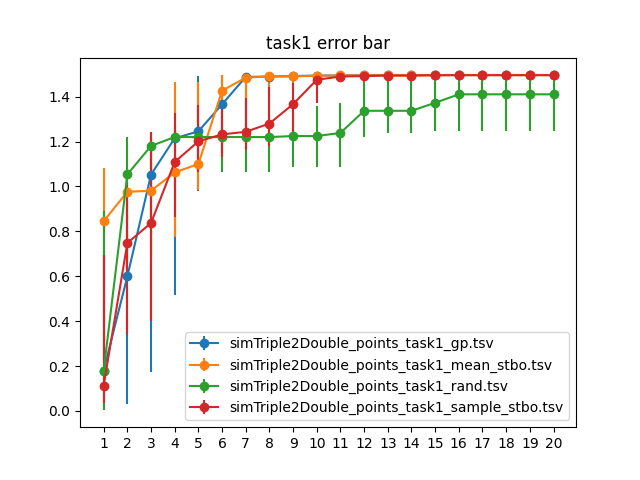 task1 error bar
1.4
1.2
1.0
0.8
0.6
0.4
0.2
0.0
simTriple2Double_points_task1_gp.tsv
simTriple2Double_points_task1_mean_stbo.tsv
simTriple2Double_points_task1_rand.tsv
simTriple2Double_points_task1_sample_stbo.tsv
1 2 3 4 5 6 7 8 9 10 11 12 13 14 15 16 17 18 19 20